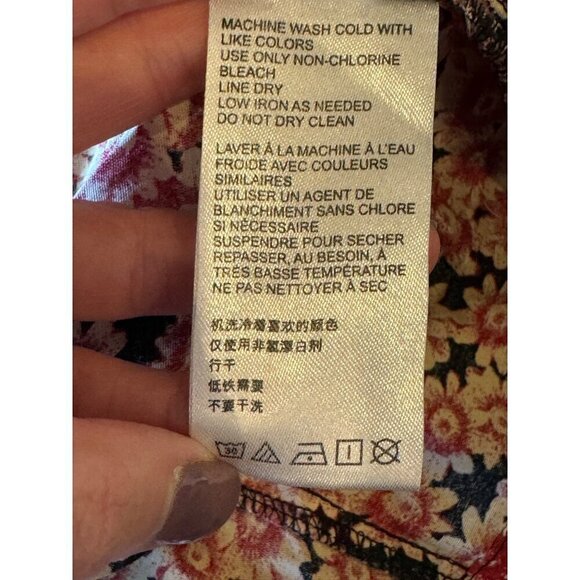 MACHINE WASH COLD WITH
LIKE COLORS
USE ONLY NON-CHLORINE
BLEACH
LINE DRY
LOW IRON AS NEEDED
DO NOT DRY CLEAN
LAVER À LA MACHINE À L'EAU
FROIDE AVEC COULEURS
SIMILAIRES
UTILISER UN AGENT DE
BLANCHIMENT SANS CHLORE
SI NÉCESSAIRE
SUSPENDRE POUR SECHER
REPASSER, AU BESOIN, À
TRÈS BASSE TEMPÉRATURE
NE PAS NETTOYER À SEC
机洗冷着喜欢的颜色
仅使用非氯漂白剂
行干
低铁需要
不要干洗
30